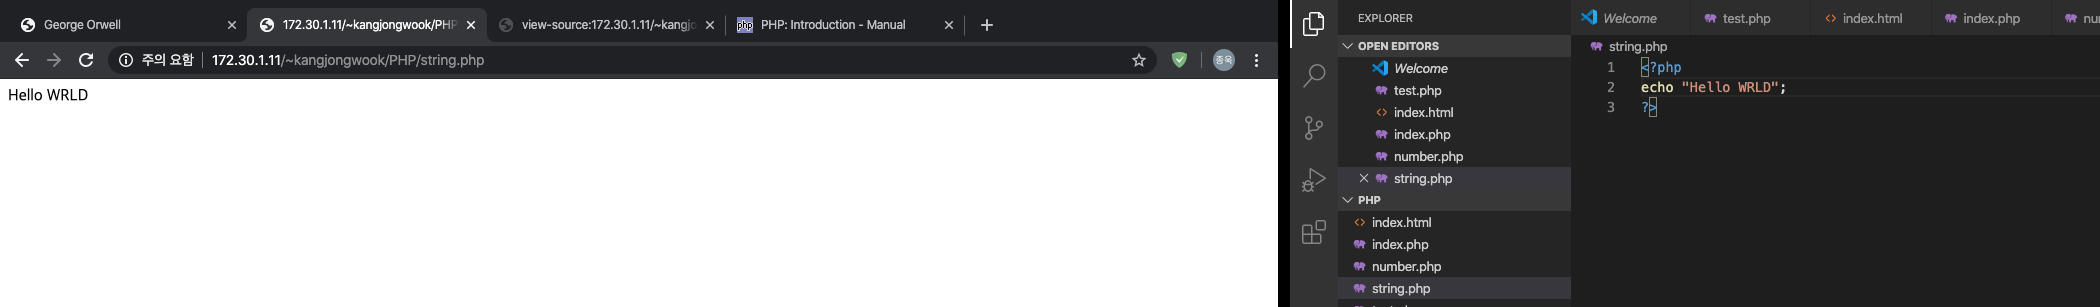 George Orwell
172.30.1.11/~kangjongwook/PHP
view-source:172.30.1.11/~kangjo
php PHP: Introduction - Manual
주의 요함 172.30.1.11/~kangjongwook/PHP/string.php
종욱
Hello WRLD
EXPLORER
OPEN EDITORS
Welcome
test.php
index.html
index.php
number.php
string.php
PHP
index.html
index.php
number.php
string.php
Welcome test.php index.html index.php
string.php
1 <?php
2 echo "Hello WRLD";
3 ?>